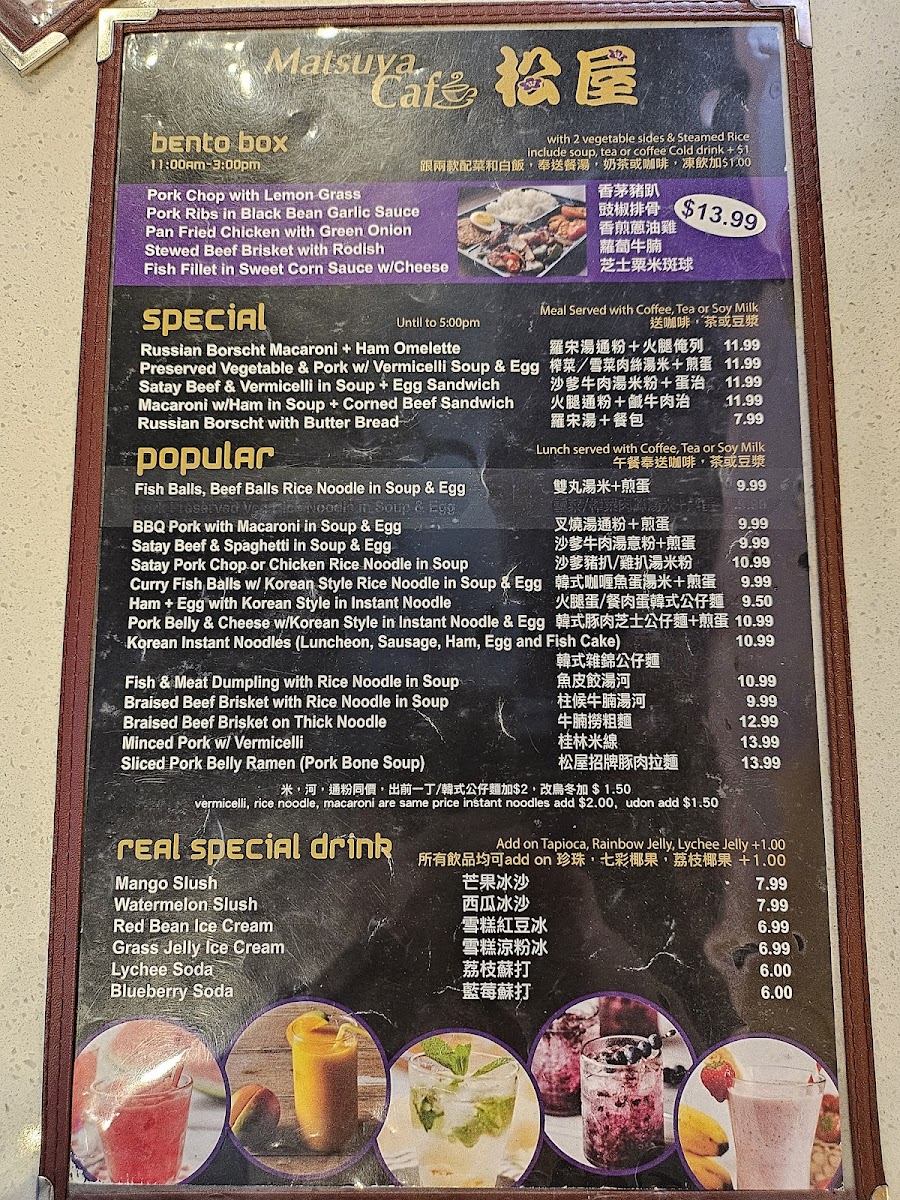 Matsuya
Cafe 松屋
bento box
11:00am-3:00pm
with 2 vegetable sides & Steamed Rice
include soup, tea or coffee Cold drink + $1
跟兩款配菜和白飯，奉送餐湯，奶茶或咖啡，凍飲加$1.00
Pork Chop with Lemon Grass 香茅豬趴
Pork Ribs in Black Bean Garlic Sauce 豉椒排骨
Pan Fried Chicken with Green Onion 香煎蔥油雞
Stewed Beef Brisket with Rodish 蘿蔔牛腩
Fish Fillet in Sweet Corn Sauce w/Cheese 芝士粟米斑球
$13.99
special
Until to 5:00pm
Meal Served with Coffee, Tea or Soy Milk
送咖啡，茶或豆漿
Russian Borscht Macaroni + Ham Omelette 羅宋湯通粉＋火腿俺列 11.99
Preserved Vegetable & Pork w/ Vermicelli Soup & Egg 榨菜／雪菜肉絲湯米＋煎蛋 11.99
Satay Beef & Vermicelli in Soup + Egg Sandwich 沙爹牛肉湯米粉＋蛋治 11.99
Macaroni w/Ham in Soup + Corned Beef Sandwich 火腿通粉＋鹹牛肉治 11.99
Russian Borscht with Butter Bread 羅宋湯＋餐包 7.99
popular
Lunch served with Coffee, Tea or Soy Milk
午餐奉送咖啡，茶或豆漿
Fish Balls, Beef Balls Rice Noodle in Soup & Egg 雙丸湯米+煎蛋 9.99
BBQ Pork with Macaroni in Soup & Egg 叉燒湯通粉＋煎蛋 9.99
Satay Beef & Spaghetti in Soup & Egg 沙爹牛肉湯意粉+煎蛋 9.99
Satay Pork Chop or Chicken Rice Noodle in Soup 沙爹豬扒/雞扒湯米粉 10.99
Curry Fish Balls w/ Korean Style Rice Noodle in Soup & Egg 韓式咖喱魚蛋湯米＋煎蛋 9.99
Ham + Egg with Korean Style in Instant Noodle 火腿蛋/餐肉蛋韓式公仔麵 9.50
Pork Belly & Cheese w/Korean Style in Instant Noodle & Egg 韓式豚肉芝士公仔麵+煎蛋 10.99
Korean Instant Noodles (Luncheon, Sausage, Ham, Egg and Fish Cake) 10.99
韓式雜錦公仔麵
Fish & Meat Dumpling with Rice Noodle in Soup 魚皮餃湯河 10.99
Braised Beef Brisket with Rice Noodle in Soup 柱候牛腩湯河 9.99
Braised Beef Brisket on Thick Noodle 牛腩撈粗麵 12.99
Minced Pork w/ Vermicelli 桂林米線 13.99
Sliced Pork Belly Ramen (Pork Bone Soup) 松屋招牌豚肉拉麵 13.99
米，河，通粉同價，出前一丁/韓式公仔麵加$2，改烏冬加 $ 1.50
vermicelli, rice noodle, macaroni are same price instant noodles add $2.00, udon add $1.50
real special drink
Add on Tapioca, Rainbow Jelly, Lychee Jelly +1.00
所有飲品均可add on 珍珠，七彩椰果，荔枝椰果 ＋1.00
Mango Slush 芒果冰沙 7.99
Watermelon Slush 西瓜冰沙 7.99
Red Bean Ice Cream 雪糕紅豆冰 6.99
Grass Jelly Ice Cream 雪糕涼粉冰 6.99
Lychee Soda 荔枝蘇打 6.00
Blueberry Soda 藍莓蘇打 6.00